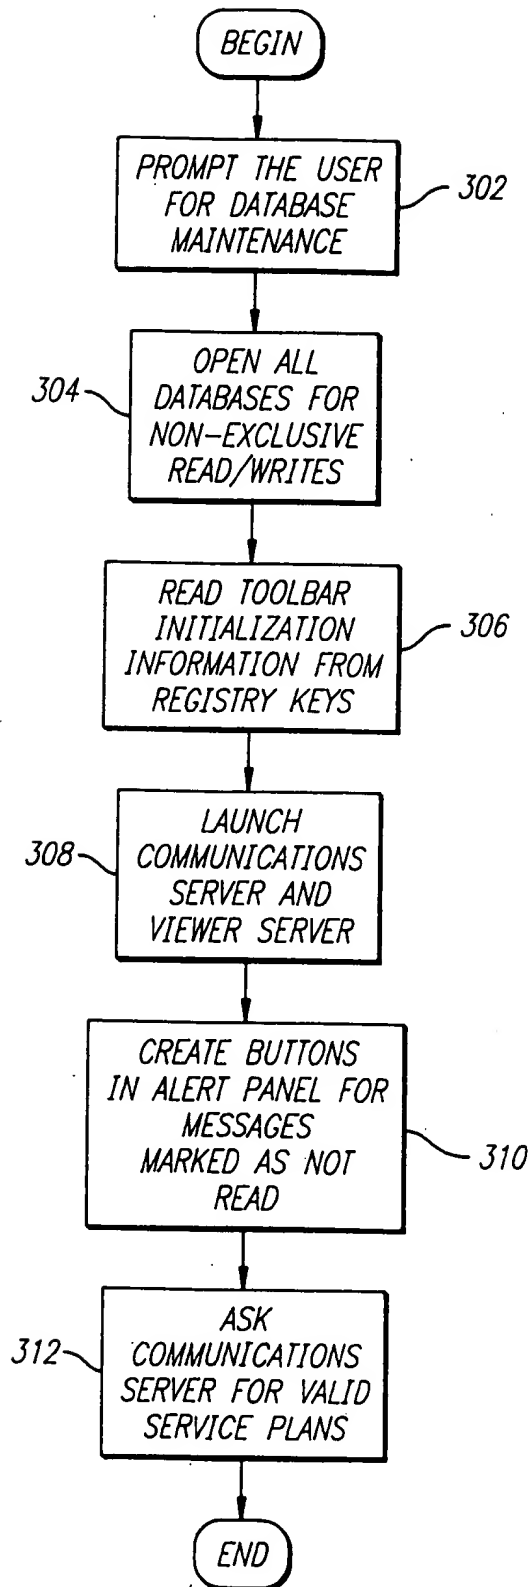 BEGIN
PROMPT THE USER
FOR DATABASE
MAINTENANCE
302
OPEN ALL
DATABASES FOR
NON-EXCLUSIVE
READ/WRITES
304
READ TOOLBAR
INITIALIZATION
INFORMATION FROM
REGISTRY KEYS
306
LAUNCH
COMMUNICATIONS
SERVER AND
VIEWER SERVER
308
CREATE BUTTONS
IN ALERT PANEL FOR
MESSAGES
MARKED AS NOT
READ
310
ASK
COMMUNICATIONS
SERVER FOR VALID
SERVICE PLANS
312
END